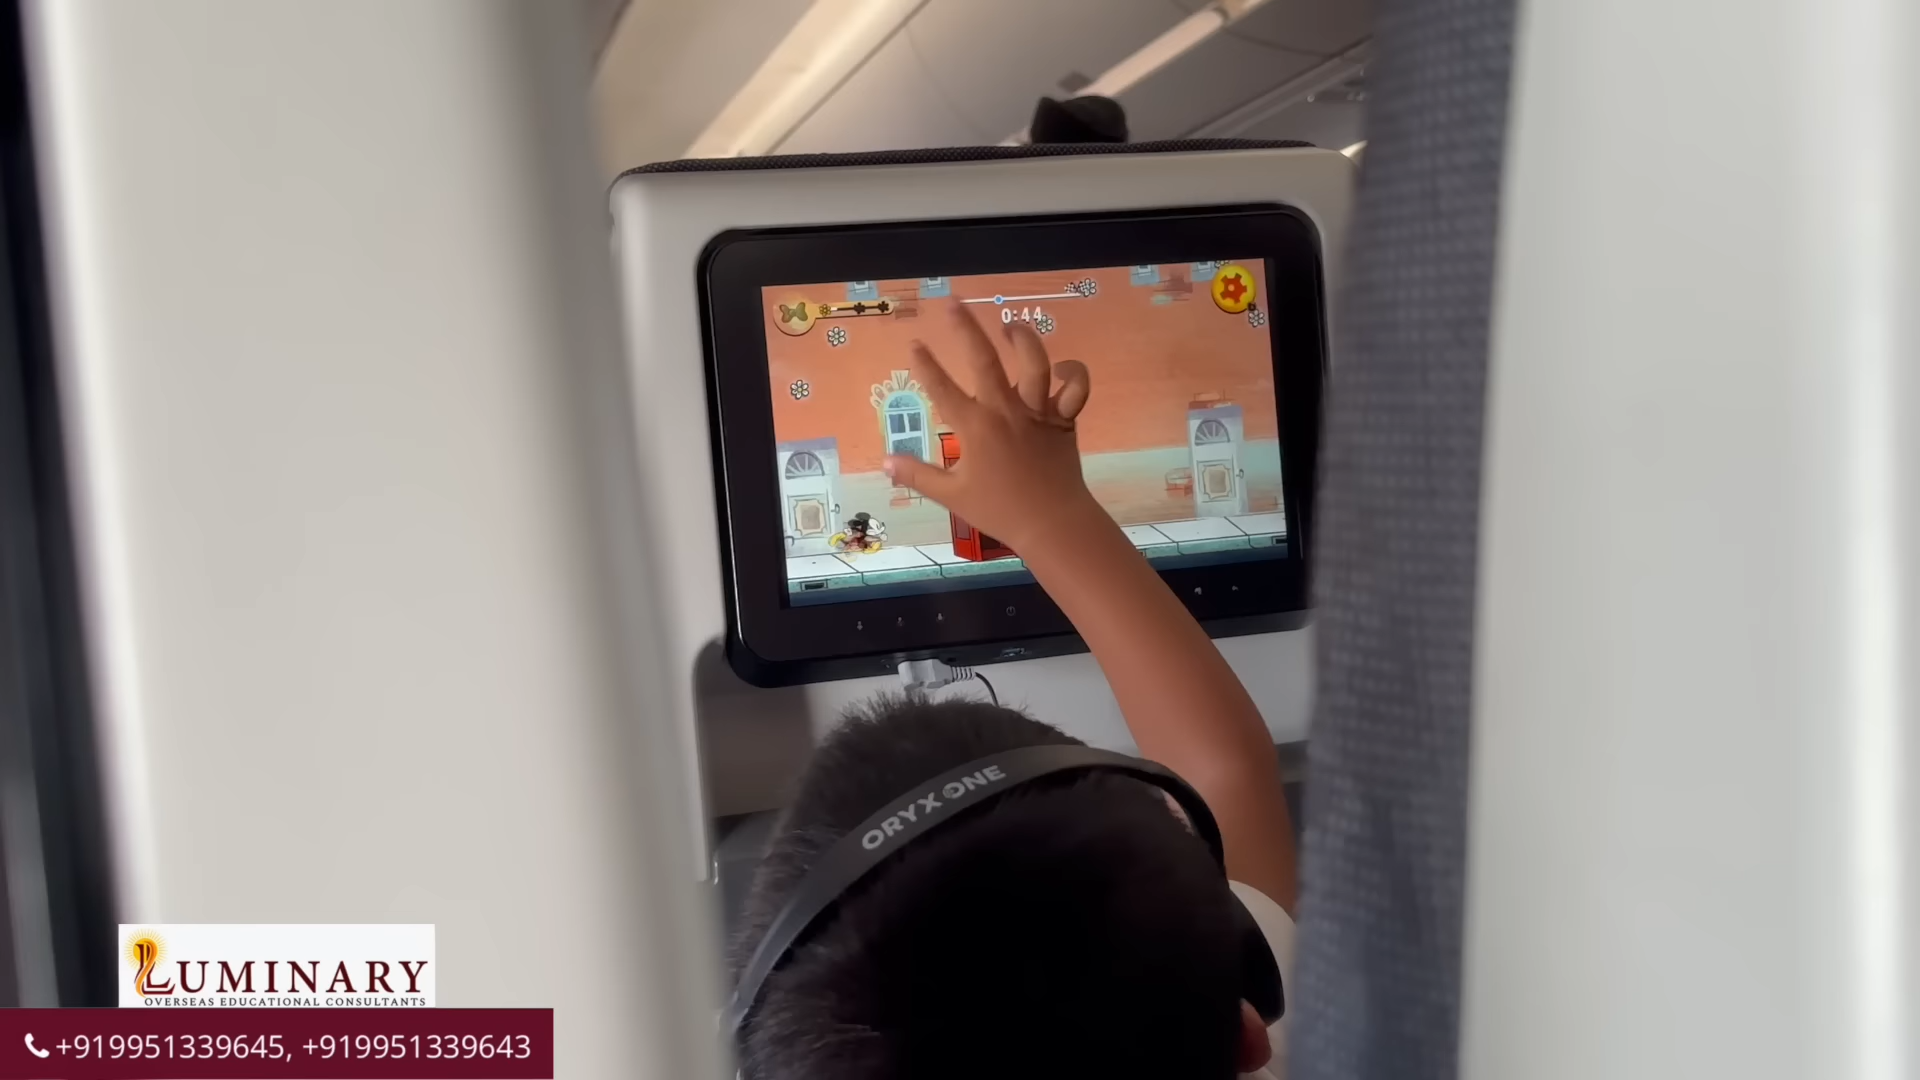 0:44
ORYX ONE
LUMINARY
OVERSEAS EDUCATIONAL CONSULTANTS
+919951339645, +919951339643